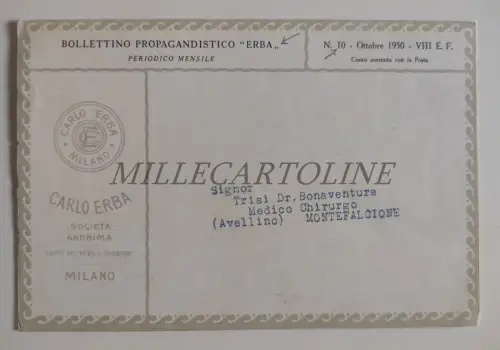 BOLLETTINO PROPAGANDISTICO "ERBA"
PERIODICO MENSILE
N. 10 - Ottobre 1930 - VIII E. F.
Conto corrente con la Posta
CARLO ERBA
CE
MILANO
CARLO ERBA
SOCIETÀ
ANONIMA
MILANO
MILLECARTOLINE
Signor
Trisi Dr. Bonaventura
Medico Chirurgo
(Avellino) MONTEFALCIONE